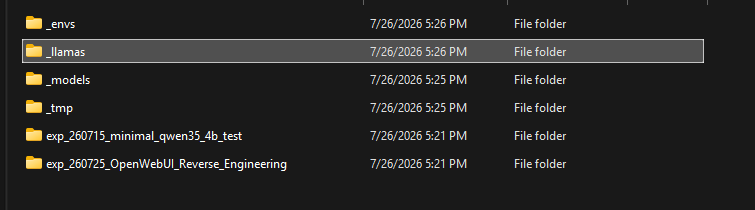 _envs 7/26/2026 5:26 PM File folder
_llamas 7/26/2026 5:26 PM File folder
_models 7/26/2026 5:25 PM File folder
_tmp 7/26/2026 5:25 PM File folder
exp_260715_minimal_qwen35_4b_test 7/26/2026 5:21 PM File folder
exp_260725_OpenWebUI_Reverse_Engineering 7/26/2026 5:21 PM File folder